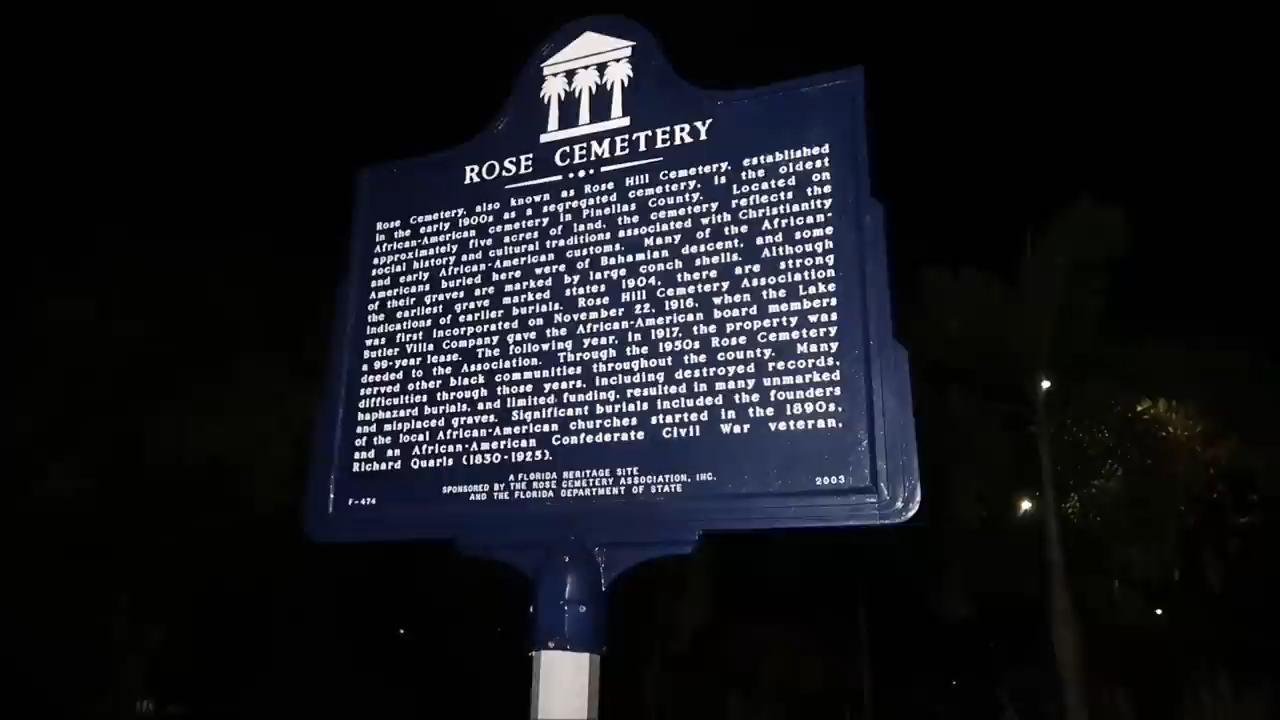 ROSE CEMETERY
Rose Cemetery, also known as Rose Hill Cemetery, established
in the early 1900s as a segregated cemetery, is the oldest
African-American cemetery in Pinellas County. Located on
approximately five acres of land, the cemetery reflects the
social history and cultural traditions associated with Christianity
and early African-American customs. Many of the African-
Americans buried here were of Bahamian descent, and some
of their graves are marked by large conch shells. Although
the earliest grave marked states 1904, there are strong
indications of earlier burials. Rose Hill Cemetery Association
was first incorporated on November 22, 1916, when the Lake
Butler Villa Company gave the African-American board members
a 99-year lease. The following year, in 1917, the property was
deeded to the Association. Through the 1950s Rose Cemetery
served other black communities throughout the county. Many
difficulties through those years, including destroyed records,
haphazard burials, and limited funding, resulted in many unmarked
and misplaced graves. Significant burials included the founders
of the local African-American churches started in the 1890s,
and an African-American Confederate Civil War veteran,
Richard Quarls (1830-1925).
A FLORIDA HERITAGE SITE
SPONSORED BY THE ROSE CEMETERY ASSOCIATION, INC.
AND THE FLORIDA DEPARTMENT OF STATE
F-474
2003